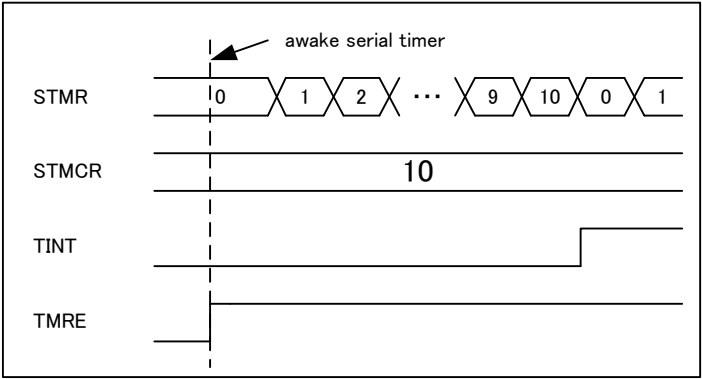 awake serial timer
STMR 0 1 2 ··· 9 10 0 1
STMCR 10
TINT
TMRE